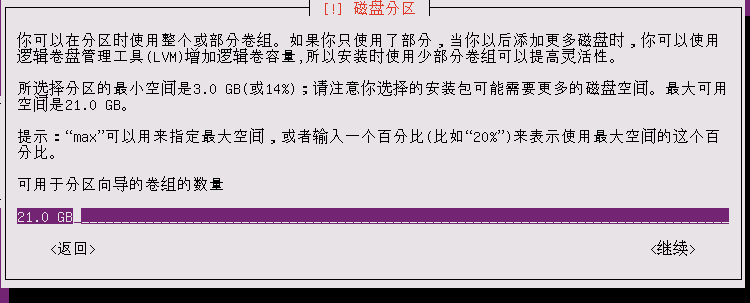 [!] 磁盘分区
你可以在分区时使用整个或部分卷组。如果你只使用了部分,当你以后添加更多磁盘时,你可以使用
逻辑卷盘管理工具(LVM)增加逻辑卷容量,所以安装时使用少部分卷组可以提高灵活性。
所选择分区的最小空间是3.0 GB(或14%);请注意你选择的安装包可能需要更多的磁盘空间。最大可用
空间是21.0 GB。
提示:“max”可以用来指定最大空间,或者输入一个百分比(比如“20%”)来表示使用最大空间的这个百
分比。
可用于分区向导的卷组的数量
21.0 GB
<返回>
<继续>